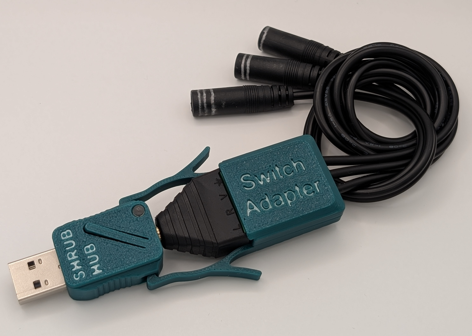 SHRUB
HUB
Switch
Adapter